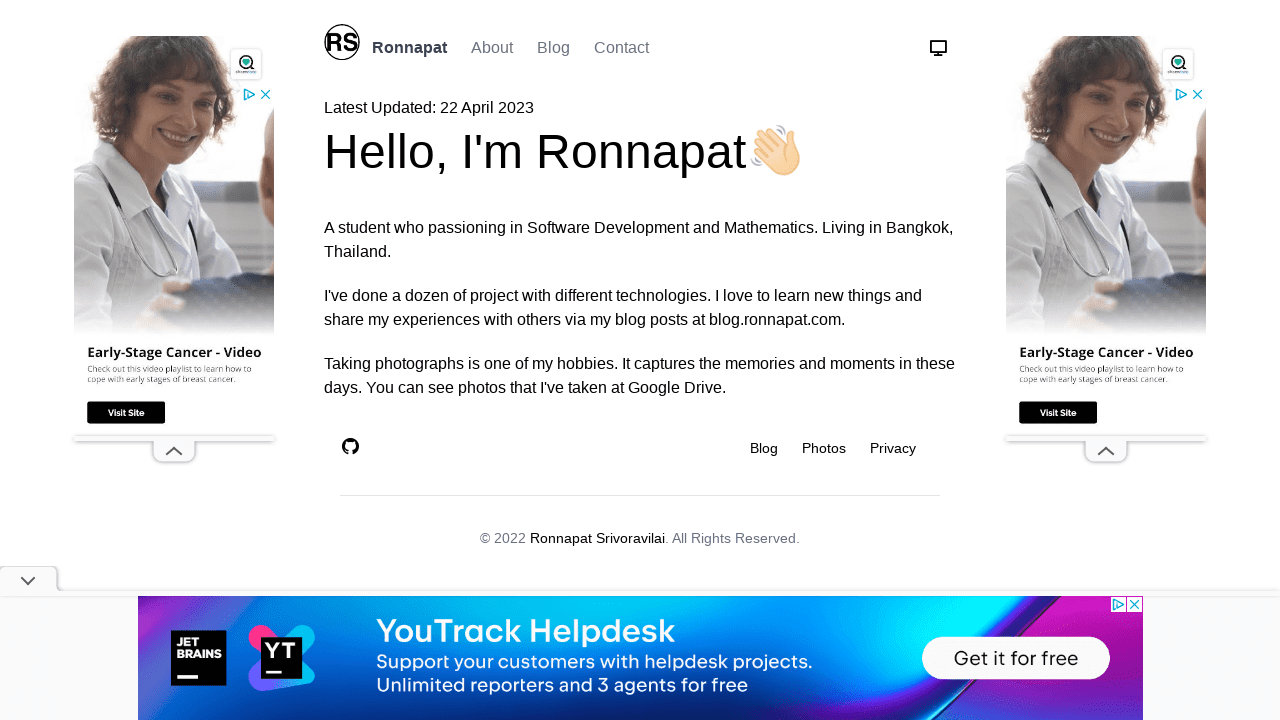 RS
Ronnapat
About
Blog
Contact
Latest Updated: 22 April 2023
Hello, I'm Ronnapat
A student who passioning in Software Development and Mathematics. Living in Bangkok,
Thailand.
I've done a dozen of project with different technologies. I love to learn new things and
share my experiences with others via my blog posts at blog.ronnapat.com.
Taking photographs is one of my hobbies. It captures the memories and moments in these
days. You can see photos that I've taken at Google Drive.
Blog
Photos
Privacy
© 2022 Ronnapat Srivoravilai. All Rights Reserved.
Early-Stage Cancer - Video
Check out this video playlist to learn how to
cope with early stages of breast cancer.
Visit Site
Early-Stage Cancer - Video
Check out this video playlist to learn how to
cope with early stages of breast cancer.
Visit Site
JET
BRAINS
YT
YouTrack Helpdesk
Support your customers with helpdesk projects.
Unlimited reporters and 3 agents for free
Get it for free